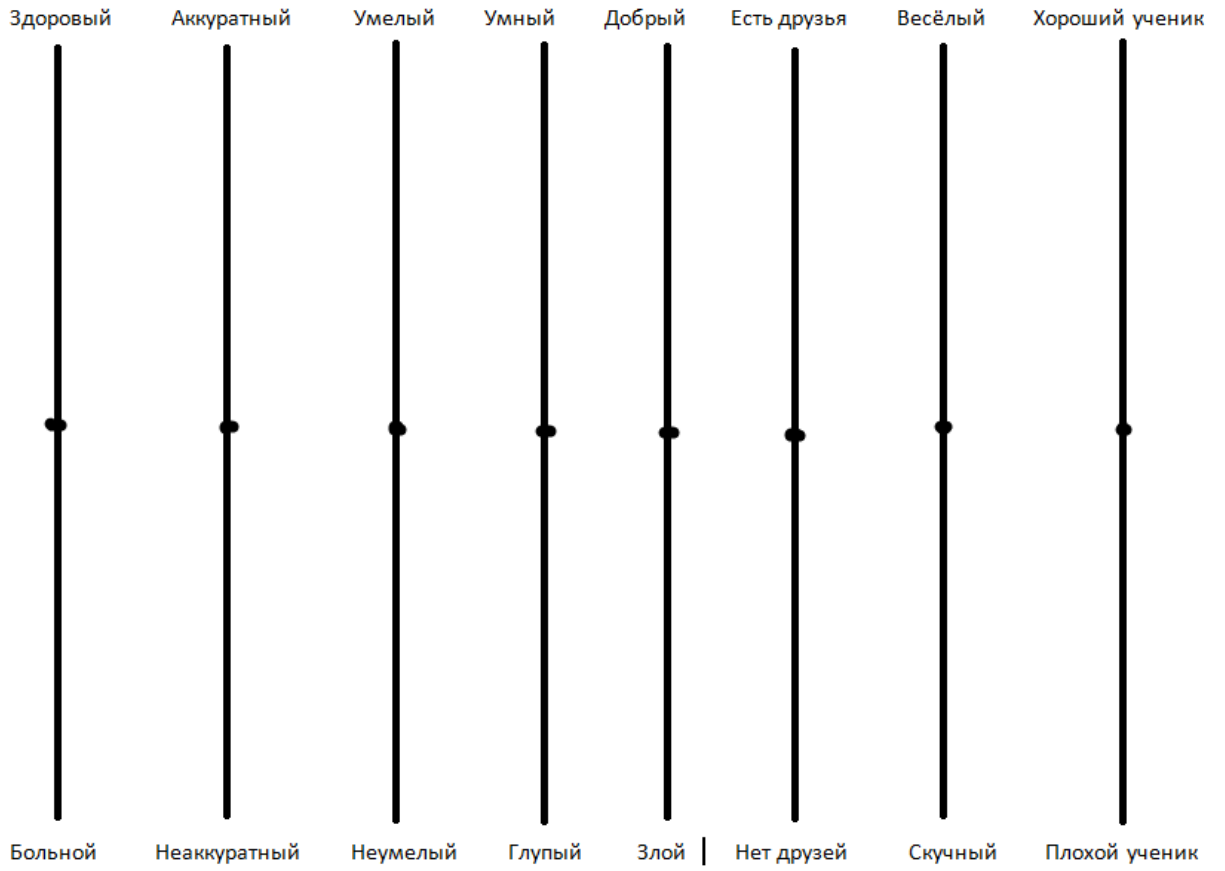 Здоровый Аккуратный Умелый Умный Добрый Есть друзья Весёлый Хороший ученик
Больной Неаккуратный Неумелый Глупый Злой Нет друзей Скучный Плохой ученик